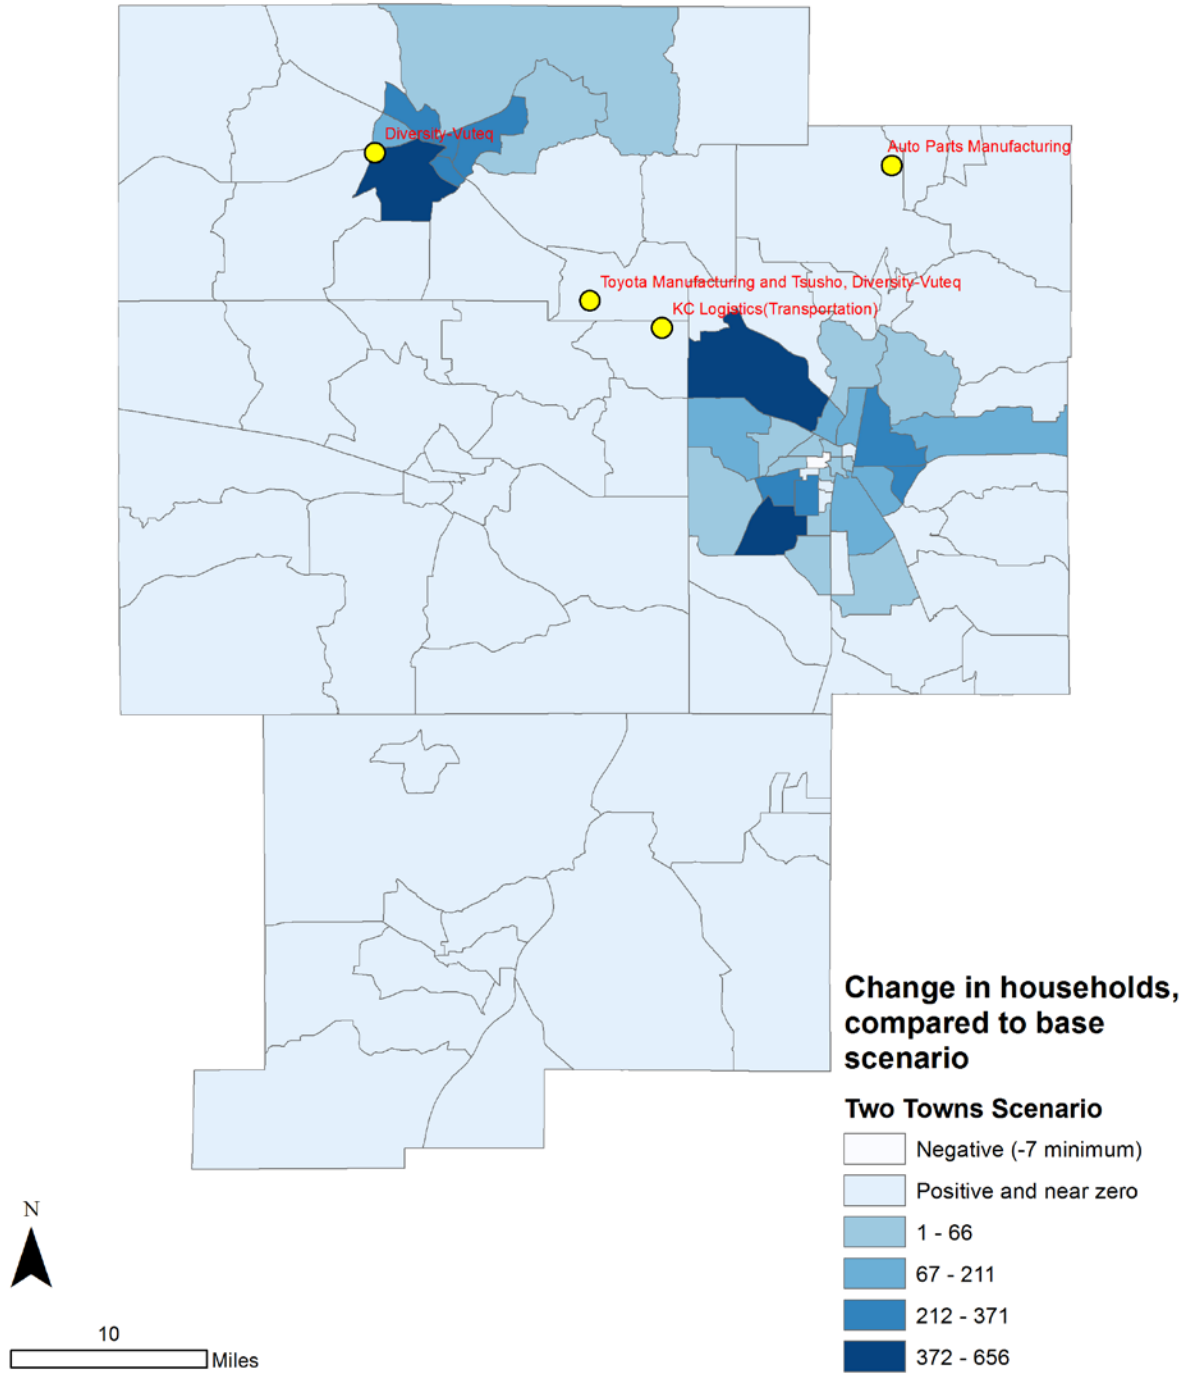 Diversity-Vuteq
Auto Parts Manufacturing
Toyota Manufacturing and Tsusho, Diversity-Vuteq
KC Logistics(Transportation)
Change in households,
compared to base
scenario
Two Towns Scenario
Negative (-7 minimum)
Positive and near zero
1 - 66
67 - 211
212 - 371
372 - 656
N
10
Miles